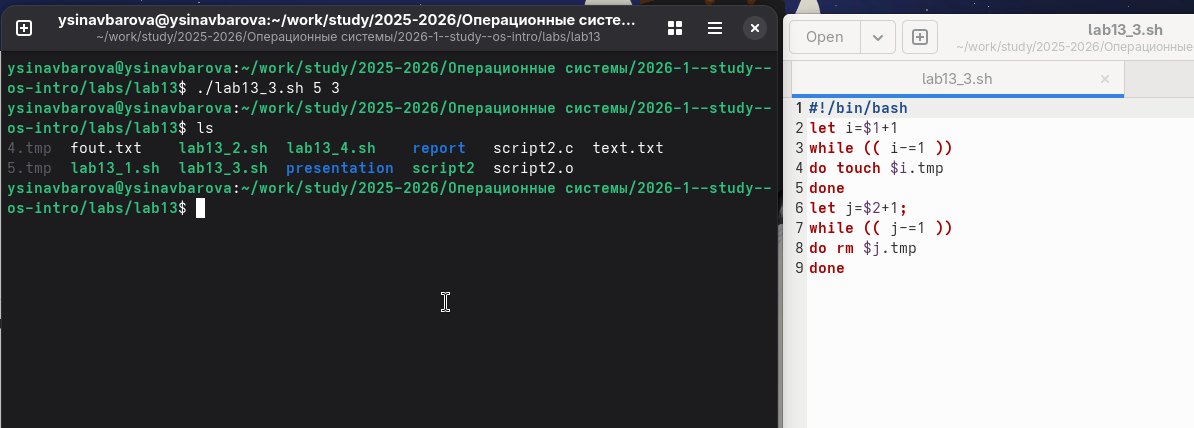 ysinavbarova@ysinavbarova:~/work/study/2025-2026/Операционные систе...
~/work/study/2025-2026/Операционные системы/2026-1--study--os-intro/labs/lab13
ysinavbarova@ysinavbarova:~/work/study/2025-2026/Операционные системы/2026-1--study--
os-intro/labs/lab13$ ./lab13_3.sh 5 3
ysinavbarova@ysinavbarova:~/work/study/2025-2026/Операционные системы/2026-1--study--
os-intro/labs/lab13$ ls
4.tmp fout.txt lab13_2.sh lab13_4.sh report script2.c text.txt
5.tmp lab13_1.sh lab13_3.sh presentation script2 script2.o
ysinavbarova@ysinavbarova:~/work/study/2025-2026/Операционные системы/2026-1--study--
os-intro/labs/lab13$
Open
lab13_3.sh
~/work/study/2025-2026/Операционные
lab13_3.sh
1 #!/bin/bash
2 let i=$1+1
3 while (( i-=1 ))
4 do touch $i.tmp
5 done
6 let j=$2+1;
7 while (( j-=1 ))
8 do rm $j.tmp
9 done